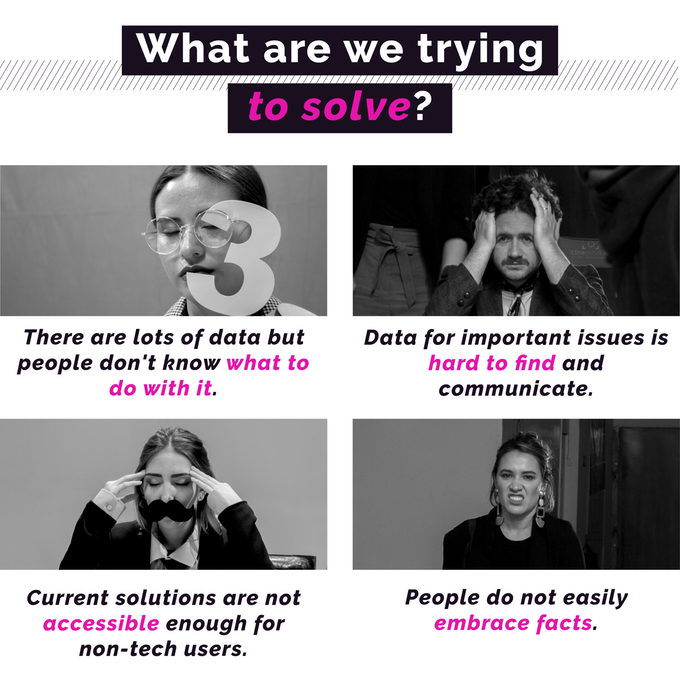 What are we trying
to solve?
3
There are lots of data but
people don't know what to
do with it.
Data for important issues is
hard to find and
communicate.
Current solutions are not
accessible enough for
non-tech users.
People do not easily
embrace facts.